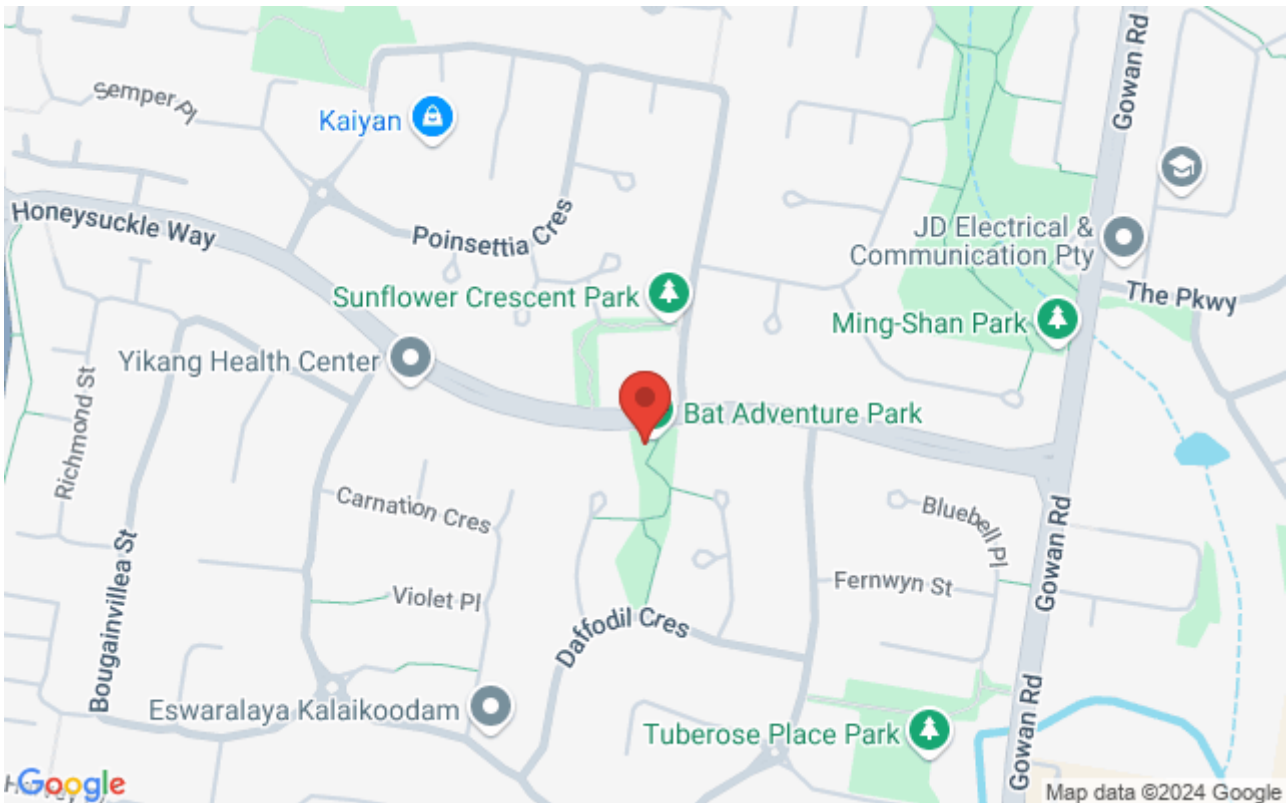 Gowan Rd
Semper Pl
Kaiyan
Honeysuckle Way
Poinsettia Cres
JD Electrical &
Communication Pty
The Pkwy
Sunflower Crescent Park
Ming-Shan Park
Yikang Health Center
Richmond St
Bat Adventure Park
Carnation Cres
Bluebell Pl
Bougainvillea St
Violet Pl
Fernwyn St
Gowan Rd
Daffodil Cres
Eswaralaya Kalaikoodam
Tuberose Place Park
Gowan Rd
Google
Map data ©2024 Google